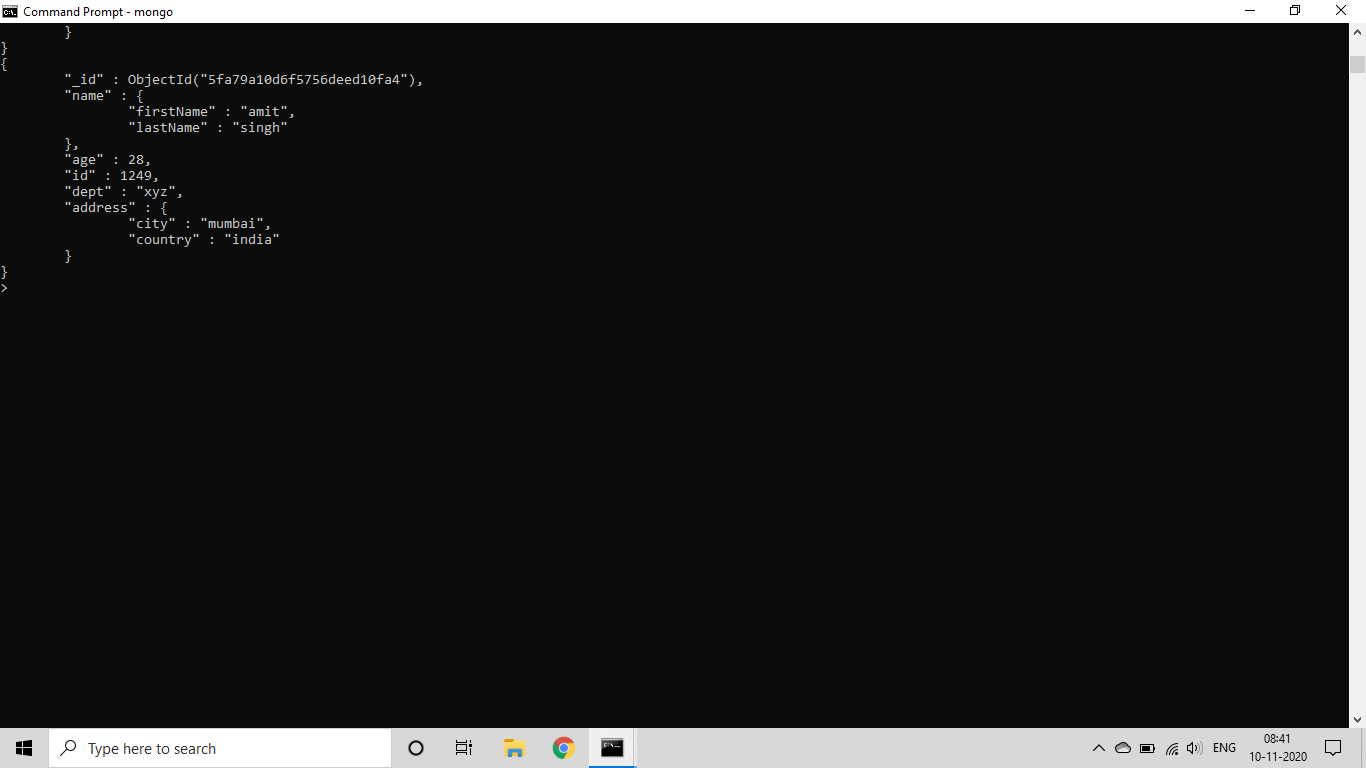 Command Prompt - mongo
}
}
{
"_id" : ObjectId("5fa79a10d6f5756deed10fa4"),
"name" : {
"firstName" : "amit",
"lastName" : "singh"
},
"age" : 28,
"id" : 1249,
"dept" : "xyz",
"address" : {
"city" : "mumbai",
"country" : "india"
}
}
>
Type here to search
ENG
08:41
10-11-2020